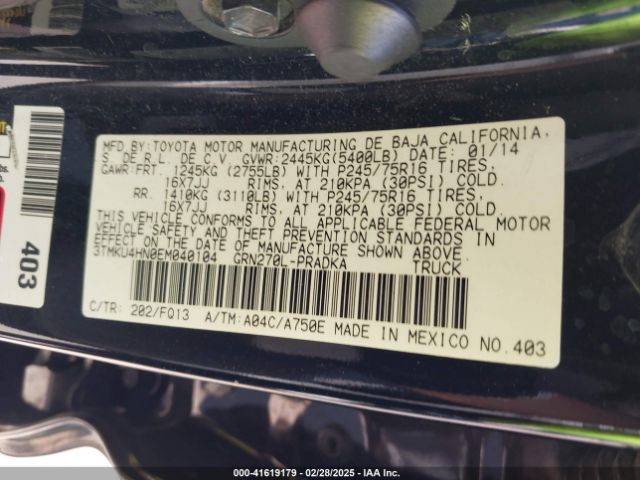 MFD.BY:TOYOTA MOTOR MANUFACTURING DE BAJA CALIFORNIA,
S. DE R.L. DE C.V. GVWR:2445KG(5400LB) DATE: 01/14
GAWR:FRT. 1245KG (2755LB) WITH P245/75R16 TIRES,
16X7JJ RIMS, AT 210KPA (30PSI) COLD.
RR. 1410KG (3110LB) WITH P245/75R16 TIRES,
16X7JJ RIMS, AT 210KPA (30PSI) COLD.
THIS VEHICLE CONFORMS TO ALL APPLICABLE FEDERAL MOTOR
VEHICLE SAFETY AND THEFT PREVENTION STANDARDS IN
EFFECT ON THE DATE OF MANUFACTURE SHOWN ABOVE.
3TMKU4HN0EM040104 GRN270L-PRADKA TRUCK
C/TR: 202/FQ13 A/TM:A04C/A750E MADE IN MEXICO NO.403
403
000-41619179 - 02/28/2025 - IAA Inc.